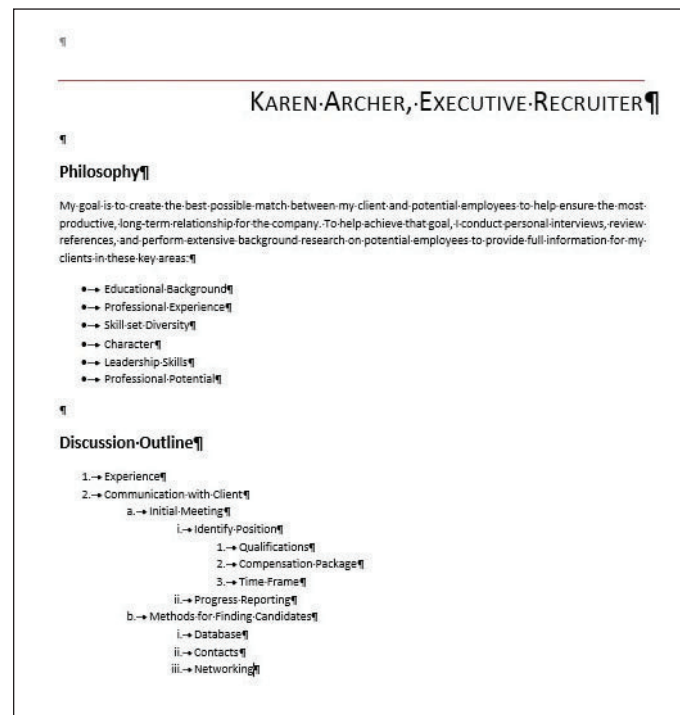 ¶
KAREN·ARCHER,·EXECUTIVE·RECRUITER¶
¶
Philosophy¶
My·goal·is·to·create·the·best·possible·match·between·my·client·and·potential·employees·to·help·ensure·the·most·
productive,·long-term·relationship·for·the·company.·To·help·achieve·that·goal,·I·conduct·personal·interviews,·review·
references,·and·perform·extensive·background·research·on·potential·employees·to·provide·full·information·for·my·
clients·in·these·key·areas:¶
•→Educational·Background¶
•→Professional·Experience¶
•→Skill·set·Diversity¶
•→Character¶
•→Leadership·Skills¶
•→Professional·Potential¶
¶
Discussion·Outline¶
1.→Experience¶
2.→Communication·with·Client¶
a.→Initial·Meeting¶
i.→Identify·Position¶
1.→Qualifications¶
2.→Compensation·Package¶
3.→Time·Frame¶
ii.→Progress·Reporting¶
b.→Methods·for·Finding·Candidates¶
i.→Database¶
ii.→Contacts¶
iii.→Networking¶